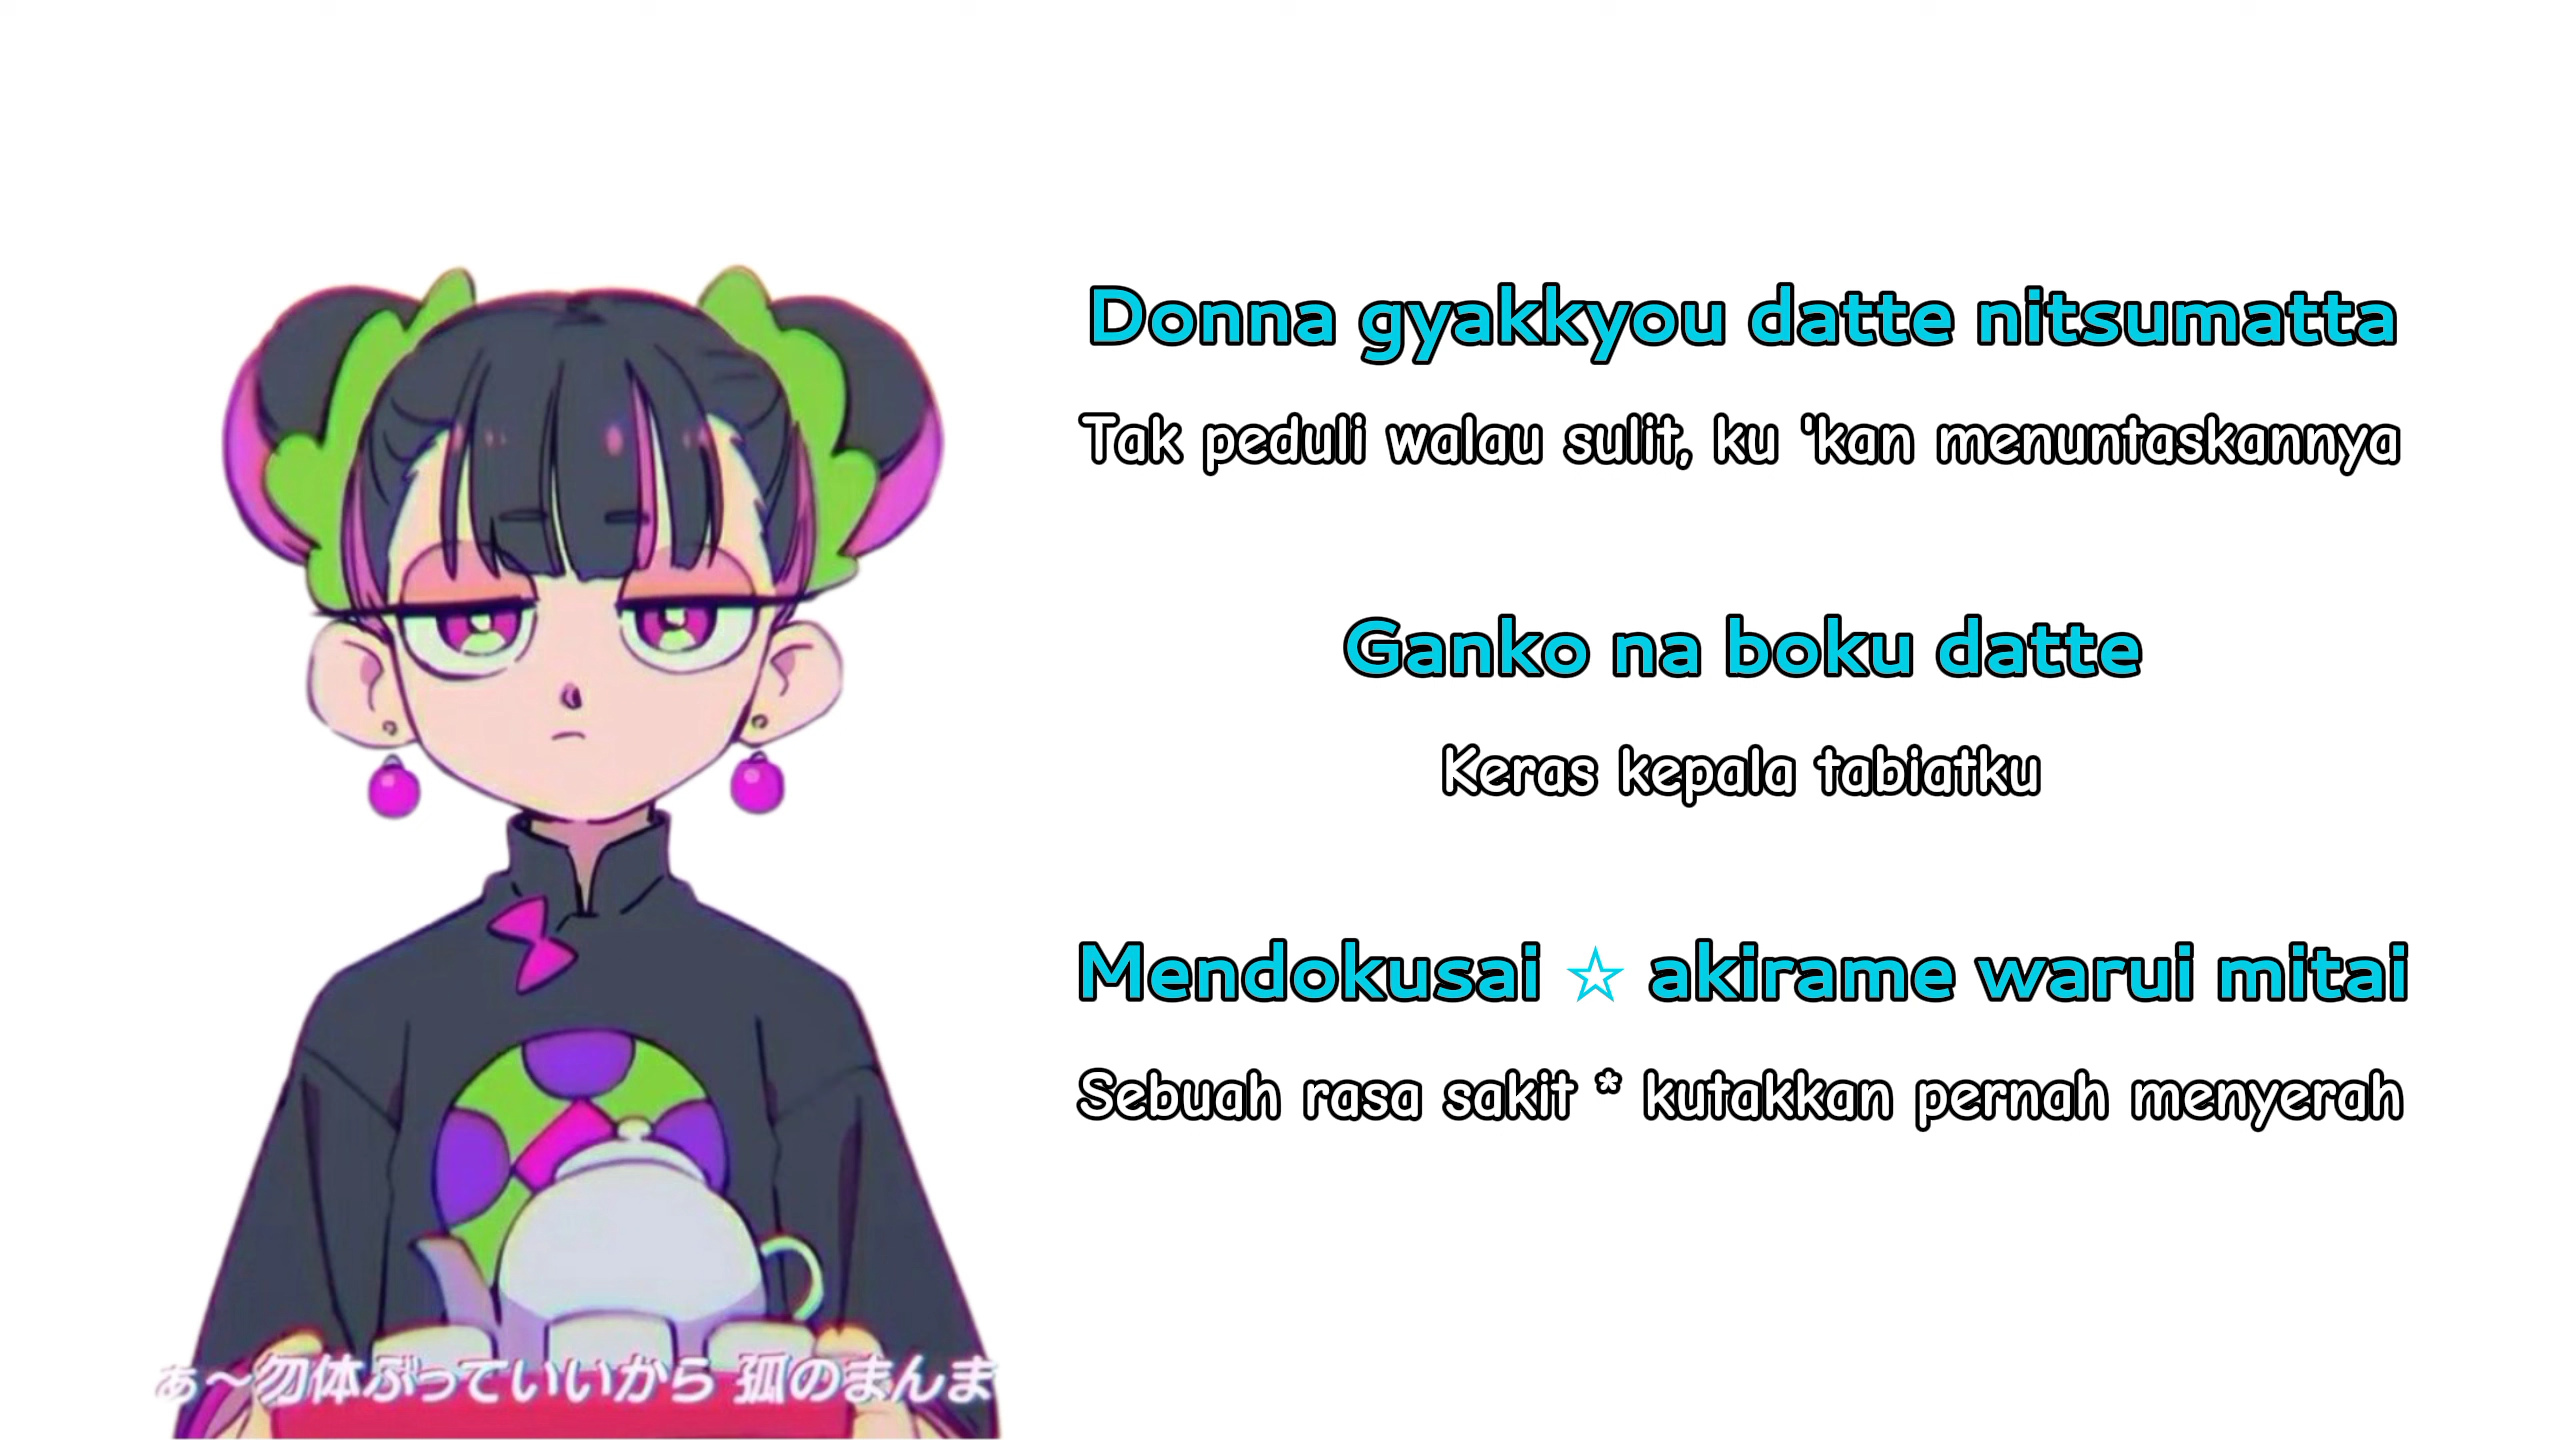 Donna gyakkyou datte nitsumatta
Tak peduli walau sulit, ku 'kan menuntaskannya
Ganko na boku datte
Keras kepala tabiatku
Mendokusai ☆ akirame warui mitai
Sebuah rasa sakit * kutakkan pernah menyerah
ぁ〜勿体ぶっていいから 孤のまんま